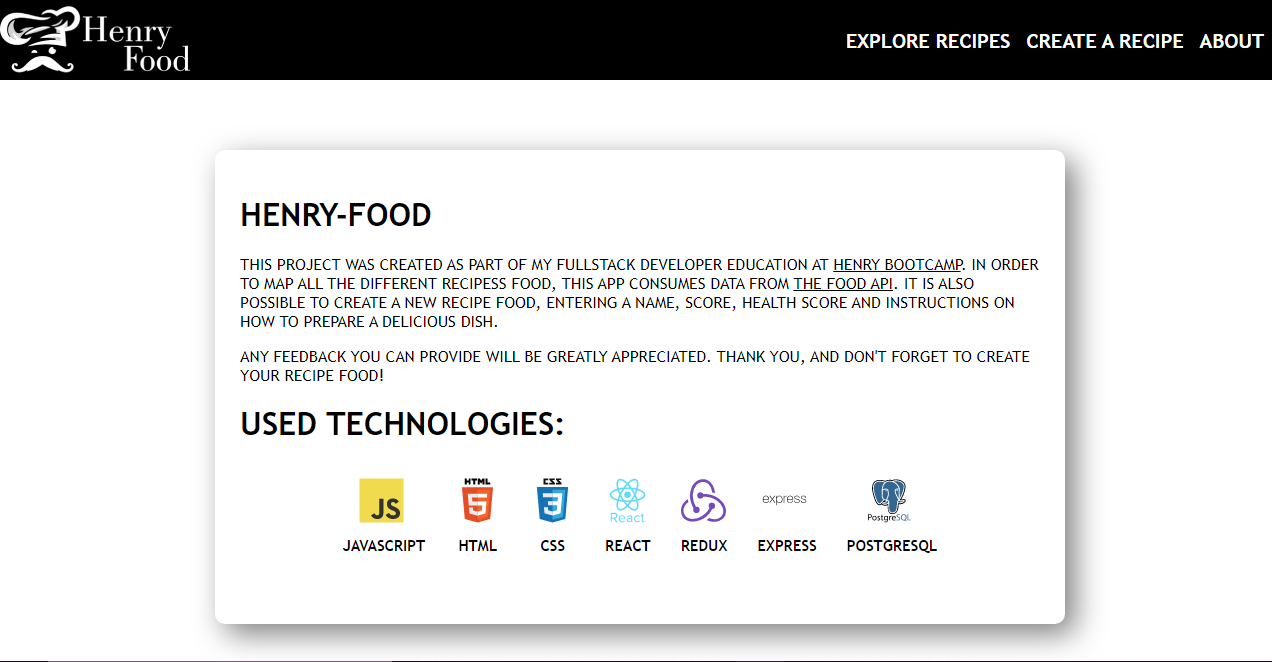 Henry
Food
EXPLORE RECIPES CREATE A RECIPE ABOUT
HENRY-FOOD
THIS PROJECT WAS CREATED AS PART OF MY FULLSTACK DEVELOPER EDUCATION AT HENRY BOOTCAMP. IN ORDER
TO MAP ALL THE DIFFERENT RECIPESS FOOD, THIS APP CONSUMES DATA FROM THE FOOD API. IT IS ALSO
POSSIBLE TO CREATE A NEW RECIPE FOOD, ENTERING A NAME, SCORE, HEALTH SCORE AND INSTRUCTIONS ON
HOW TO PREPARE A DELICIOUS DISH.
ANY FEEDBACK YOU CAN PROVIDE WILL BE GREATLY APPRECIATED. THANK YOU, AND DON'T FORGET TO CREATE
YOUR RECIPE FOOD!
USED TECHNOLOGIES:
JS HTML 5 CSS 3 React express PostgreSQL
JAVASCRIPT HTML CSS REACT REDUX EXPRESS POSTGRESQL